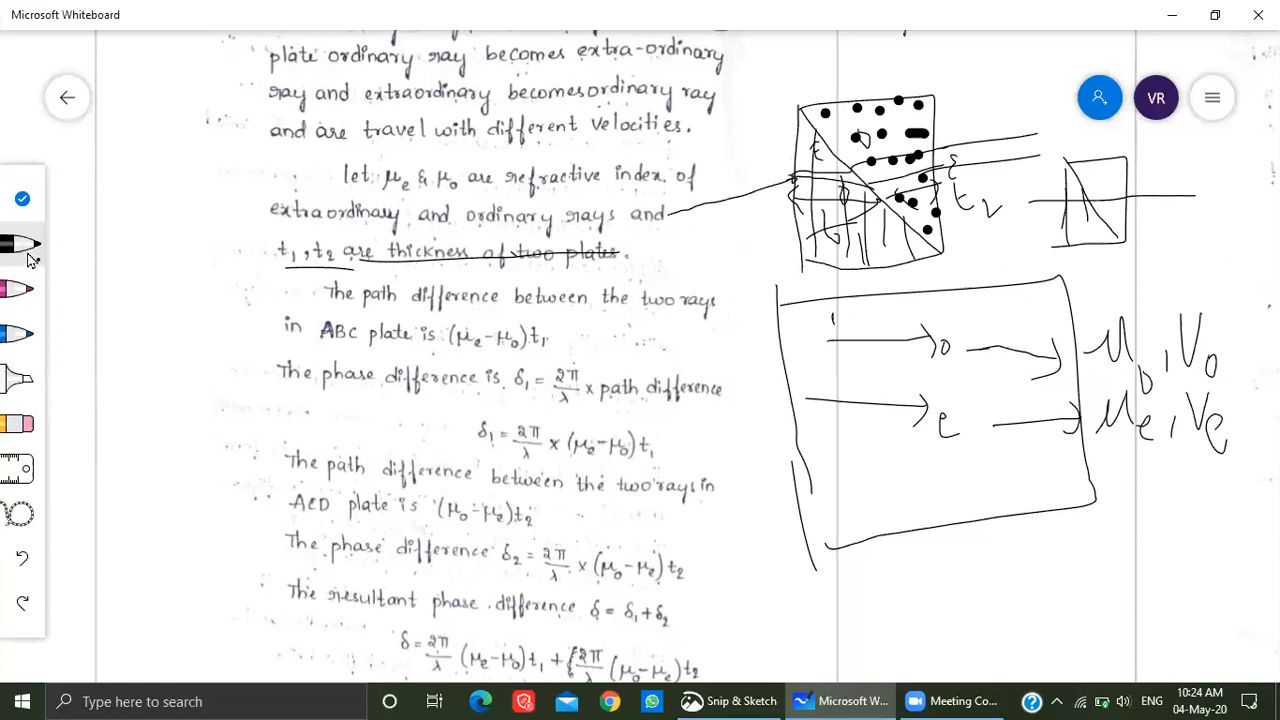 Microsoft Whiteboard
plate ordinary ray becomes extra-ordinary
ray and extraordinary becomes ordinary ray
and are travel with different velocities.
let μe & μo are refractive index of
extraordinary and ordinary rays and
t1, t2 are thickness of two plates.
The path difference between the two rays
in ABC plate is (μe-μo)t1
The phase difference is δ1 = 2π/λ x path difference
δ1 = 2π/λ x (μe-μo)t1
The path difference between the two rays in
ACD plate is (μo-μe)t2
The phase difference δ2 = 2π/λ x (μo-μe)t2
The resultant phase difference δ = δ1 + δ2
δ = 2π/λ (μe-μo)t1 + {2π/λ (μo-μe)t2
E
ε
t
o
μo, Vo
e
μe, Ve
VR
Type here to search
Snip & Sketch
Microsoft W...
Meeting Co...
ENG
10:24 AM
04-May-20